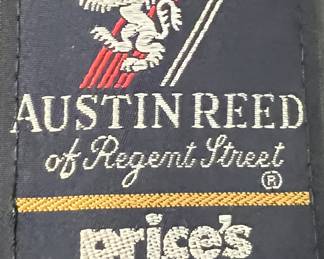 AUSTIN REED
of Regent Street
®
price's